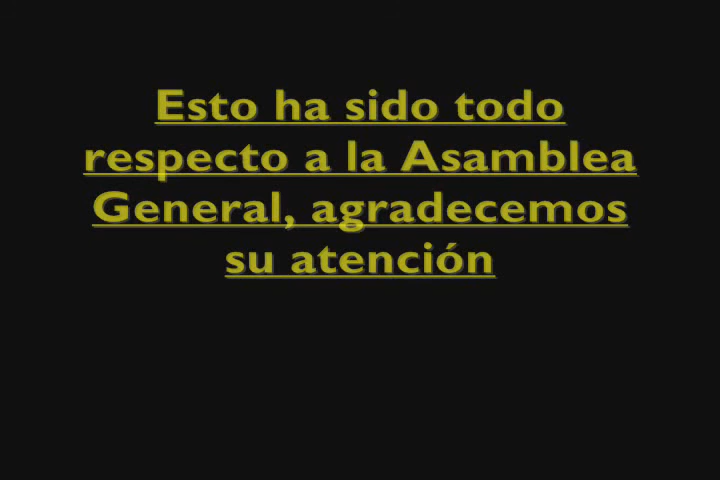 Esto ha sido todo
respecto a la Asamblea
General, agradecemos
su atención